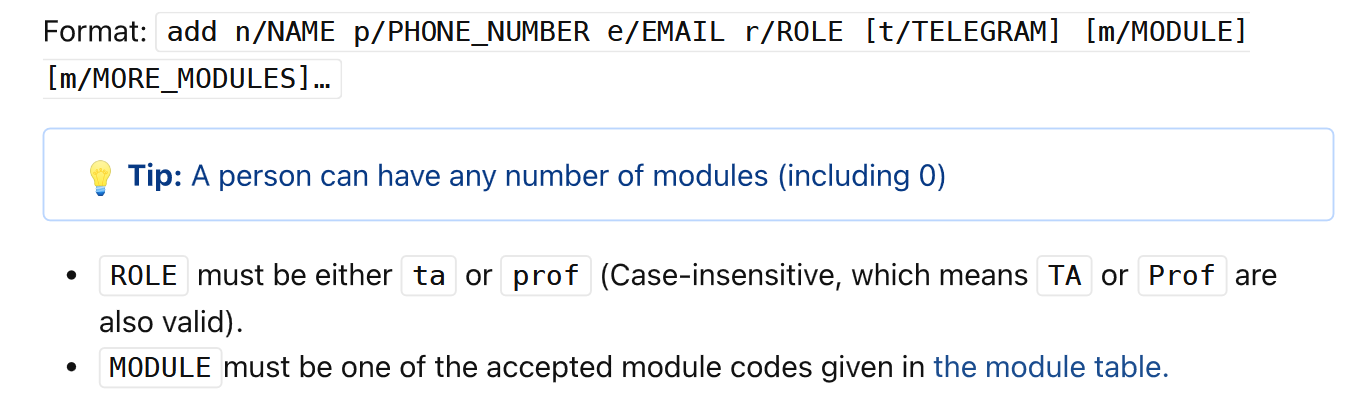 Format: add n/NAME p/PHONE_NUMBER e/EMAIL r/ROLE [t/TELEGRAM] [m/MODULE]
[m/MORE_MODULES]…
💡 Tip: A person can have any number of modules (including 0)
• ROLE must be either ta or prof (Case-insensitive, which means TA or Prof are
also valid).
• MODULE must be one of the accepted module codes given in the module table.